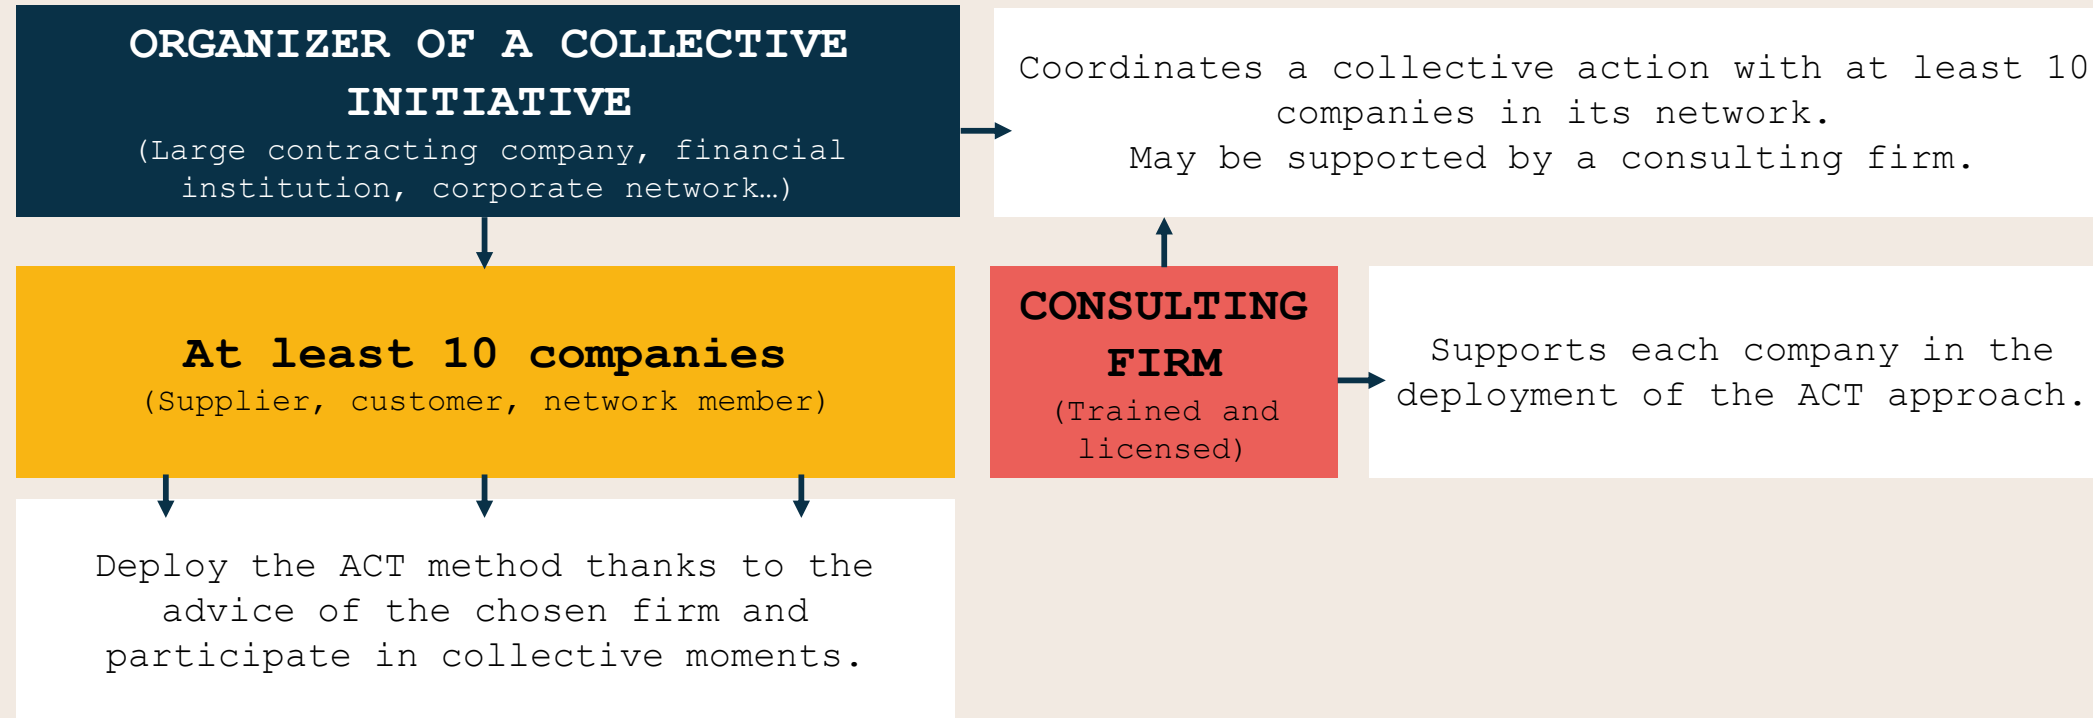 ORGANIZER OF A COLLECTIVE
INITIATIVE
(Large contracting company, financial
institution, corporate network…)
Coordinates a collective action with at least 10
companies in its network.
May be supported by a consulting firm.
At least 10 companies
(Supplier, customer, network member)
CONSULTING
FIRM
(Trained and
licensed)
Supports each company in the
deployment of the ACT approach.
Deploy the ACT method thanks to the
advice of the chosen firm and
participate in collective moments.